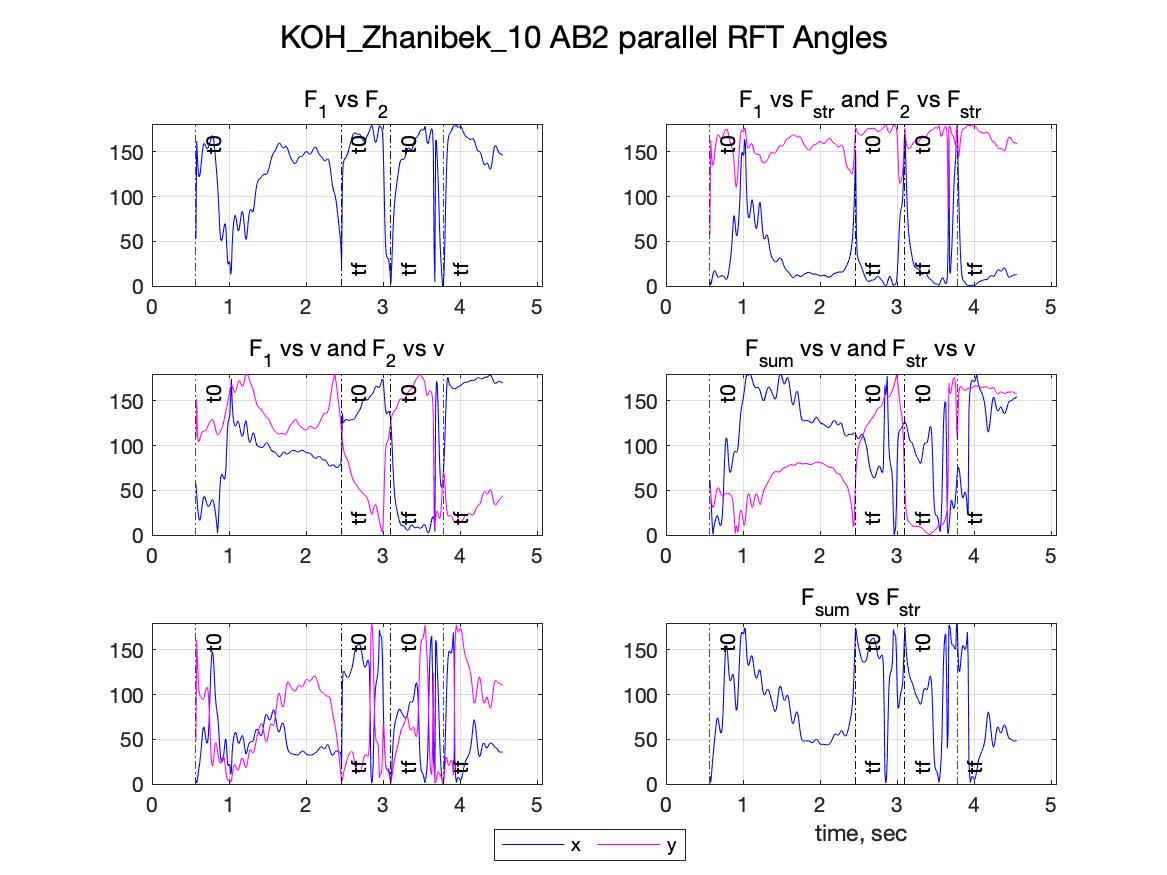 KOH_Zhanibek_10 AB2 parallel RFT Angles
F1 vs F2
150
100
50
0
t0
t0
t0
tf
tf
tf
0 1 2 3 4 5
F1 vs Fstr and F2 vs Fstr
150
100
50
0
t0
t0
t0
tf
tf
tf
0 1 2 3 4 5
F1 vs v and F2 vs v
150
100
50
0
t0
t0
t0
tf
tf
tf
0 1 2 3 4 5
Fsum vs v and Fstr vs v
150
100
50
0
t0
t0
t0
tf
tf
tf
0 1 2 3 4 5
150
100
50
0
t0
t0
t0
tf
tf
tf
0 1 2 3 4 5
Fsum vs Fstr
150
100
50
0
t0
t0
t0
tf
tf
tf
0 1 2 3 4 5
time, sec
x y